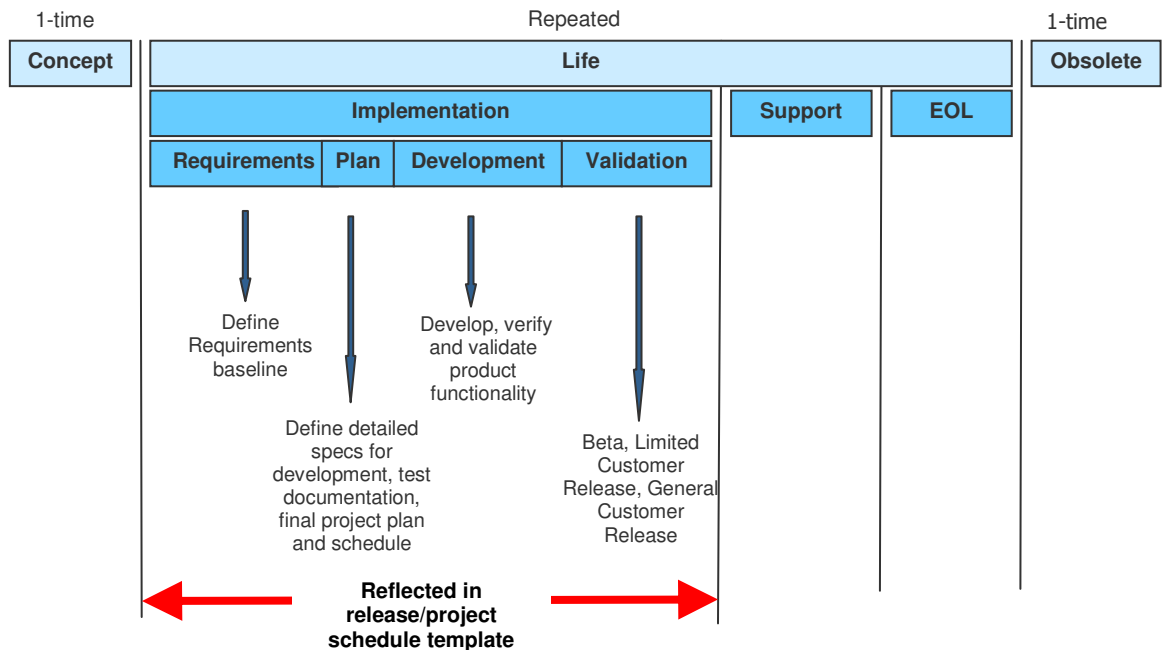 1-time
Repeated
1-time
Concept
Life
Obsolete
Implementation
Support
EOL
Requirements
Plan
Development
Validation
Define
Requirements
baseline
Define detailed
specs for
development, test
documentation,
final project plan
and schedule
Develop, verify
and validate
product
functionality
Beta, Limited
Customer
Release, General
Customer
Release
Reflected in
release/project
schedule template